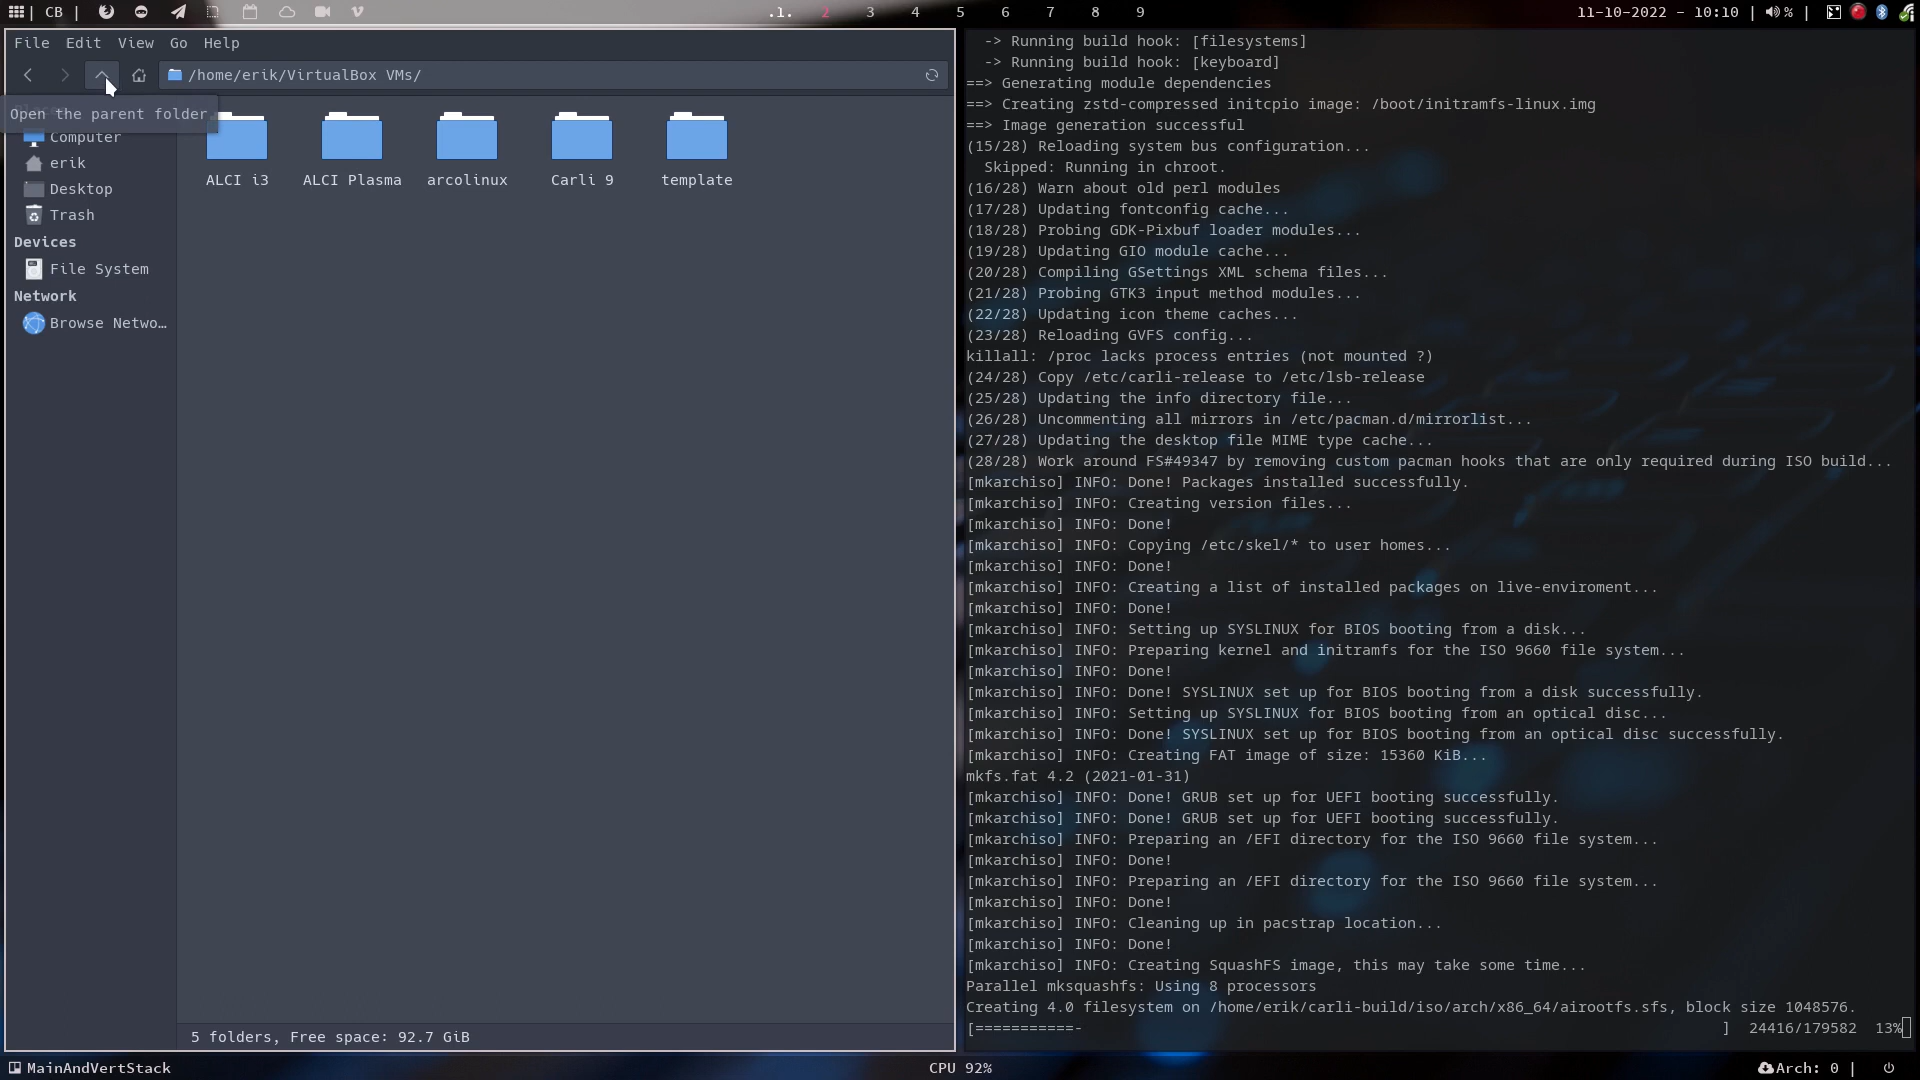 | CB |
.1. 2 3 4 5 6 7 8 9
11-10-2022 - 10:10 | % |
File Edit View Go Help
/home/erik/VirtualBox VMs/
Open the parent folder
Computer
erik
Desktop
Trash
Devices
File System
Network
Browse Netwo…
ALCI i3
ALCI Plasma
arcolinux
Carli 9
template
5 folders, Free space: 92.7 GiB
-> Running build hook: [filesystems]
-> Running build hook: [keyboard]
==> Generating module dependencies
==> Creating zstd-compressed initcpio image: /boot/initramfs-linux.img
==> Image generation successful
(15/28) Reloading system bus configuration...
Skipped: Running in chroot.
(16/28) Warn about old perl modules
(17/28) Updating fontconfig cache...
(18/28) Probing GDK-Pixbuf loader modules...
(19/28) Updating GIO module cache...
(20/28) Compiling GSettings XML schema files...
(21/28) Probing GTK3 input method modules...
(22/28) Updating icon theme caches...
(23/28) Reloading GVFS config...
killall: /proc lacks process entries (not mounted ?)
(24/28) Copy /etc/carli-release to /etc/lsb-release
(25/28) Updating the info directory file...
(26/28) Uncommenting all mirrors in /etc/pacman.d/mirrorlist...
(27/28) Updating the desktop file MIME type cache...
(28/28) Work around FS#49347 by removing custom pacman hooks that are only required during ISO build...
[mkarchiso] INFO: Done! Packages installed successfully.
[mkarchiso] INFO: Creating version files...
[mkarchiso] INFO: Done!
[mkarchiso] INFO: Copying /etc/skel/* to user homes...
[mkarchiso] INFO: Done!
[mkarchiso] INFO: Creating a list of installed packages on live-enviroment...
[mkarchiso] INFO: Done!
[mkarchiso] INFO: Setting up SYSLINUX for BIOS booting from a disk...
[mkarchiso] INFO: Preparing kernel and initramfs for the ISO 9660 file system...
[mkarchiso] INFO: Done!
[mkarchiso] INFO: Done! SYSLINUX set up for BIOS booting from a disk successfully.
[mkarchiso] INFO: Setting up SYSLINUX for BIOS booting from an optical disc...
[mkarchiso] INFO: Done! SYSLINUX set up for BIOS booting from an optical disc successfully.
[mkarchiso] INFO: Creating FAT image of size: 15360 KiB...
mkfs.fat 4.2 (2021-01-31)
[mkarchiso] INFO: Done! GRUB set up for UEFI booting successfully.
[mkarchiso] INFO: Done! GRUB set up for UEFI booting successfully.
[mkarchiso] INFO: Preparing an /EFI directory for the ISO 9660 file system...
[mkarchiso] INFO: Done!
[mkarchiso] INFO: Preparing an /EFI directory for the ISO 9660 file system...
[mkarchiso] INFO: Done!
[mkarchiso] INFO: Cleaning up in pacstrap location...
[mkarchiso] INFO: Done!
[mkarchiso] INFO: Creating SquashFS image, this may take some time...
Parallel mksquashfs: Using 8 processors
Creating 4.0 filesystem on /home/erik/carli-build/iso/arch/x86_64/airootfs.sfs, block size 1048576.
[===========- ] 24416/179582 13%
MainAndVertStack
CPU 92%
Arch: 0 |